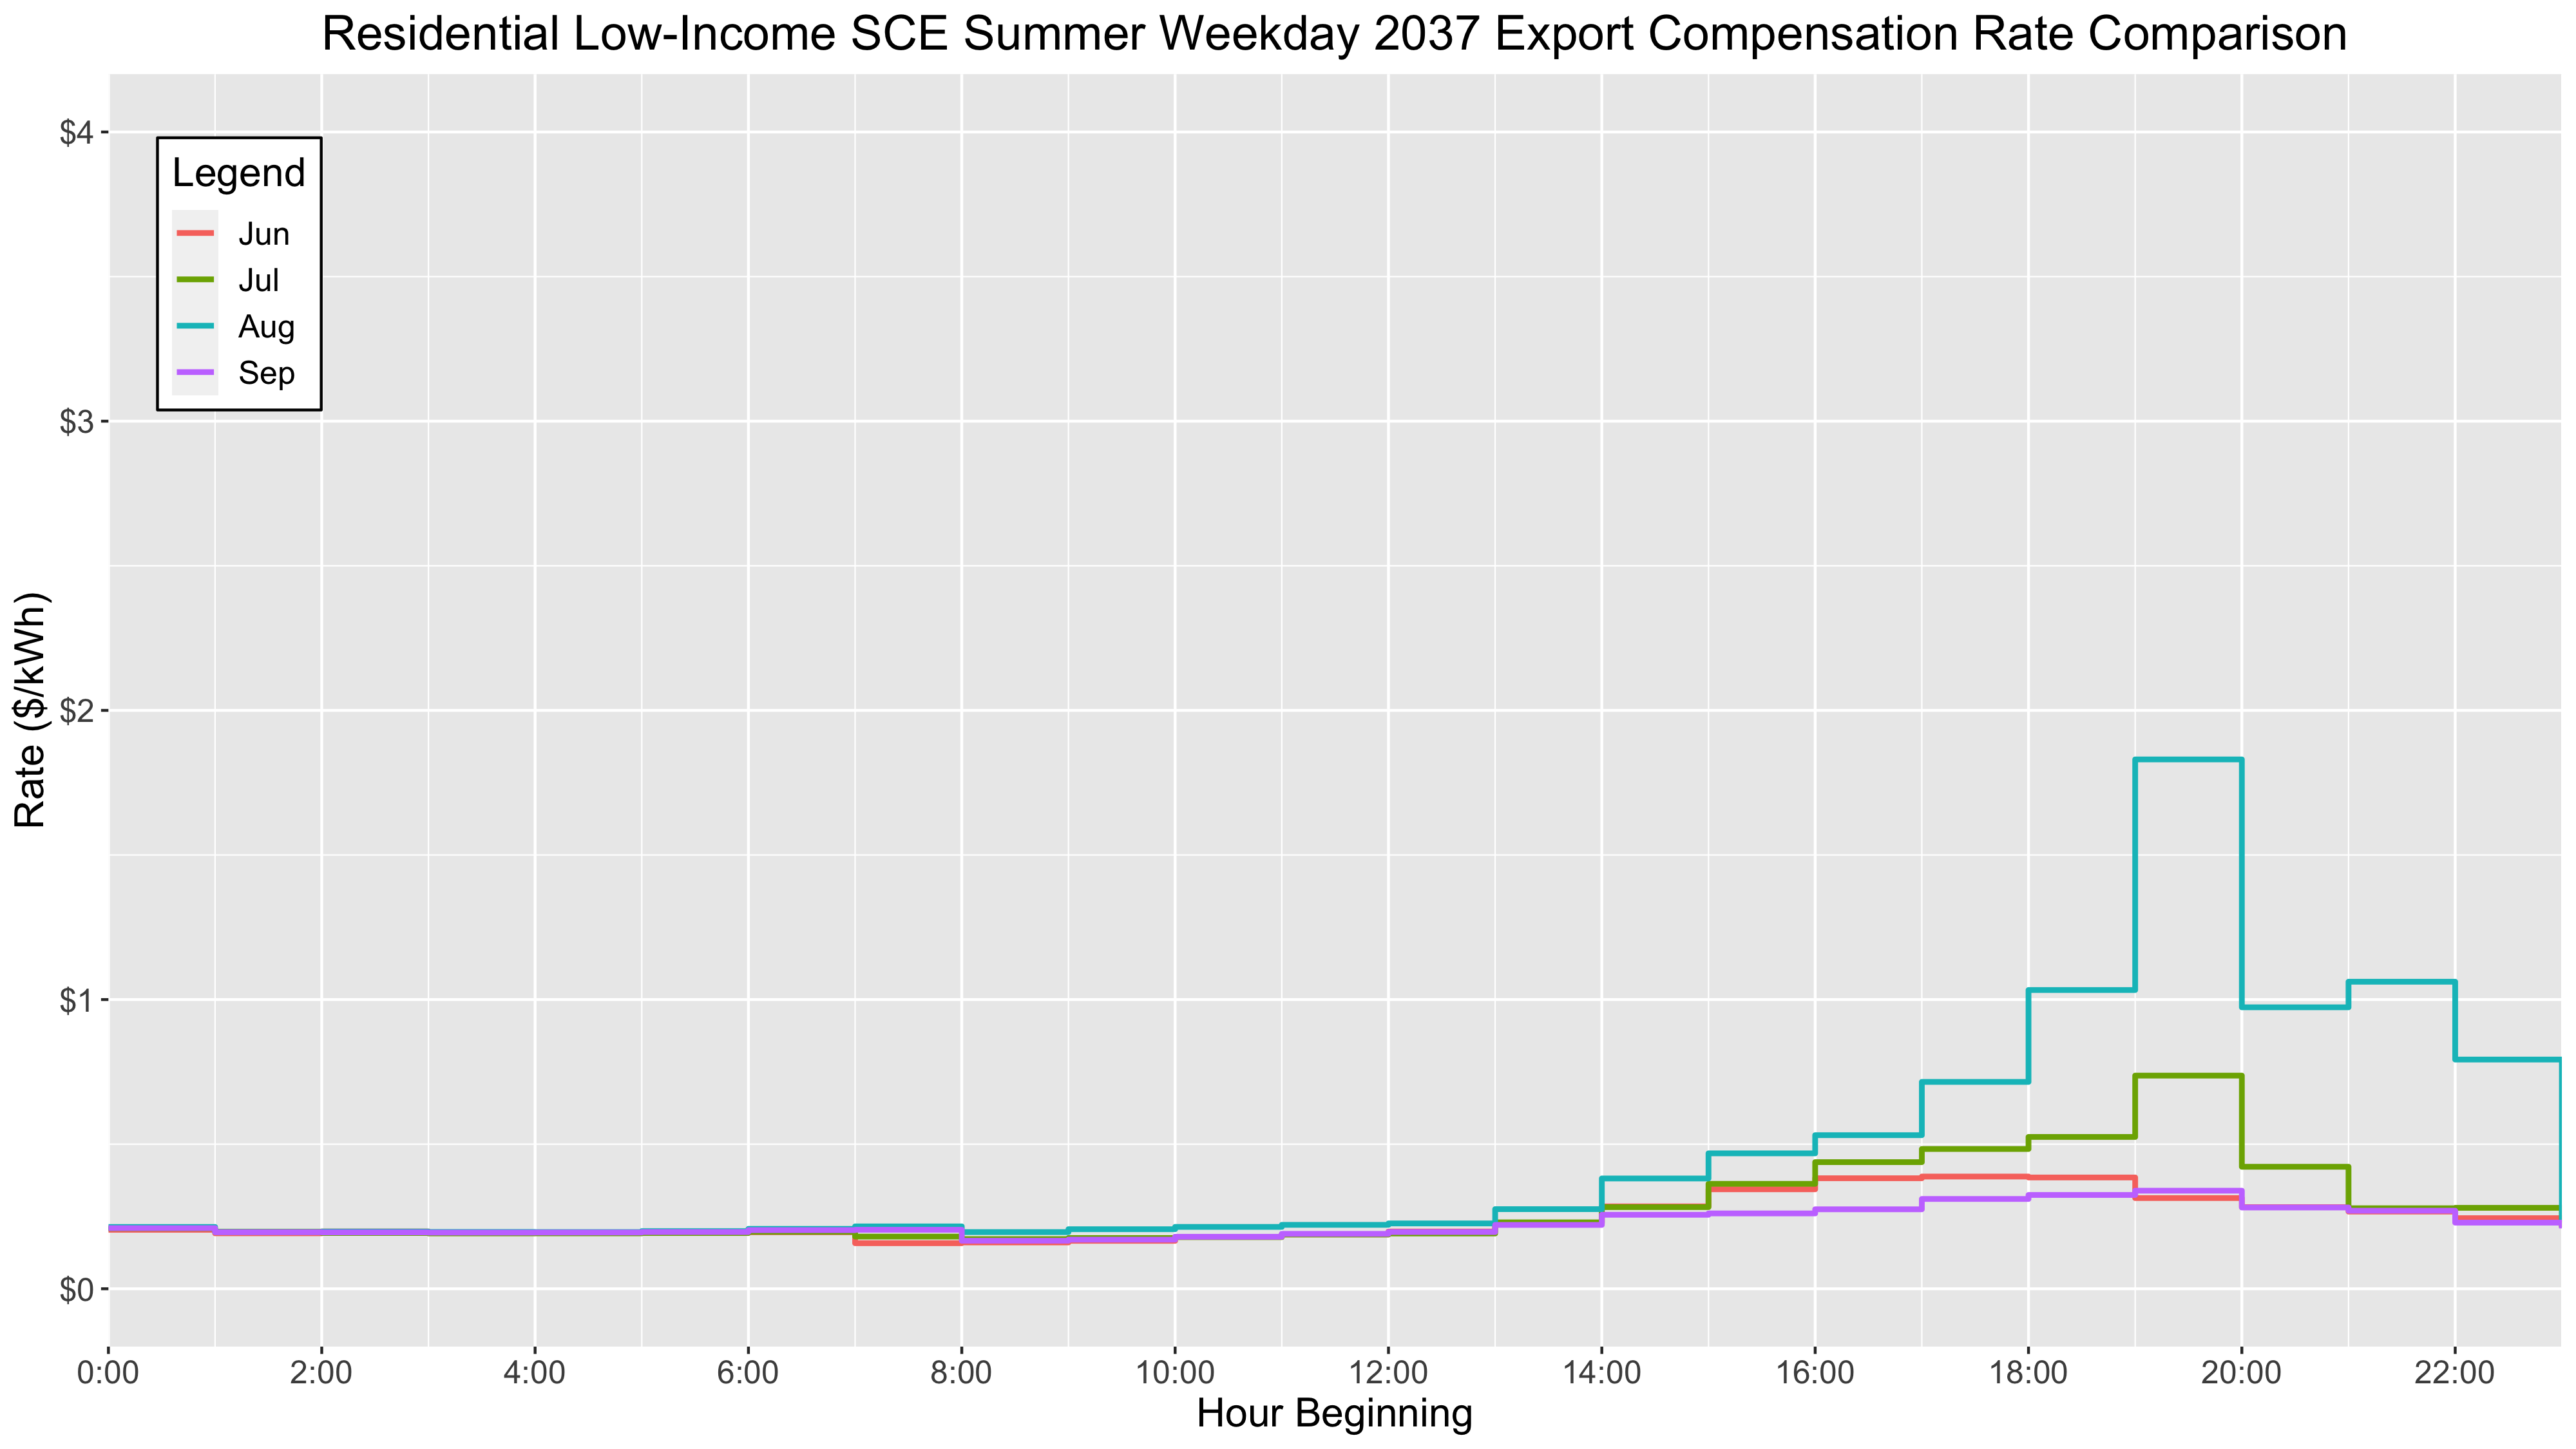 Residential Low-Income SCE Summer Weekday 2037 Export Compensation Rate Comparison
$4
Legend
Jun
Jul
Aug
Sep
$3
Rate ($/kWh)
$2
$1
$0
0:00 2:00 4:00 6:00 8:00 10:00 12:00 14:00 16:00 18:00 20:00 22:00
Hour Beginning